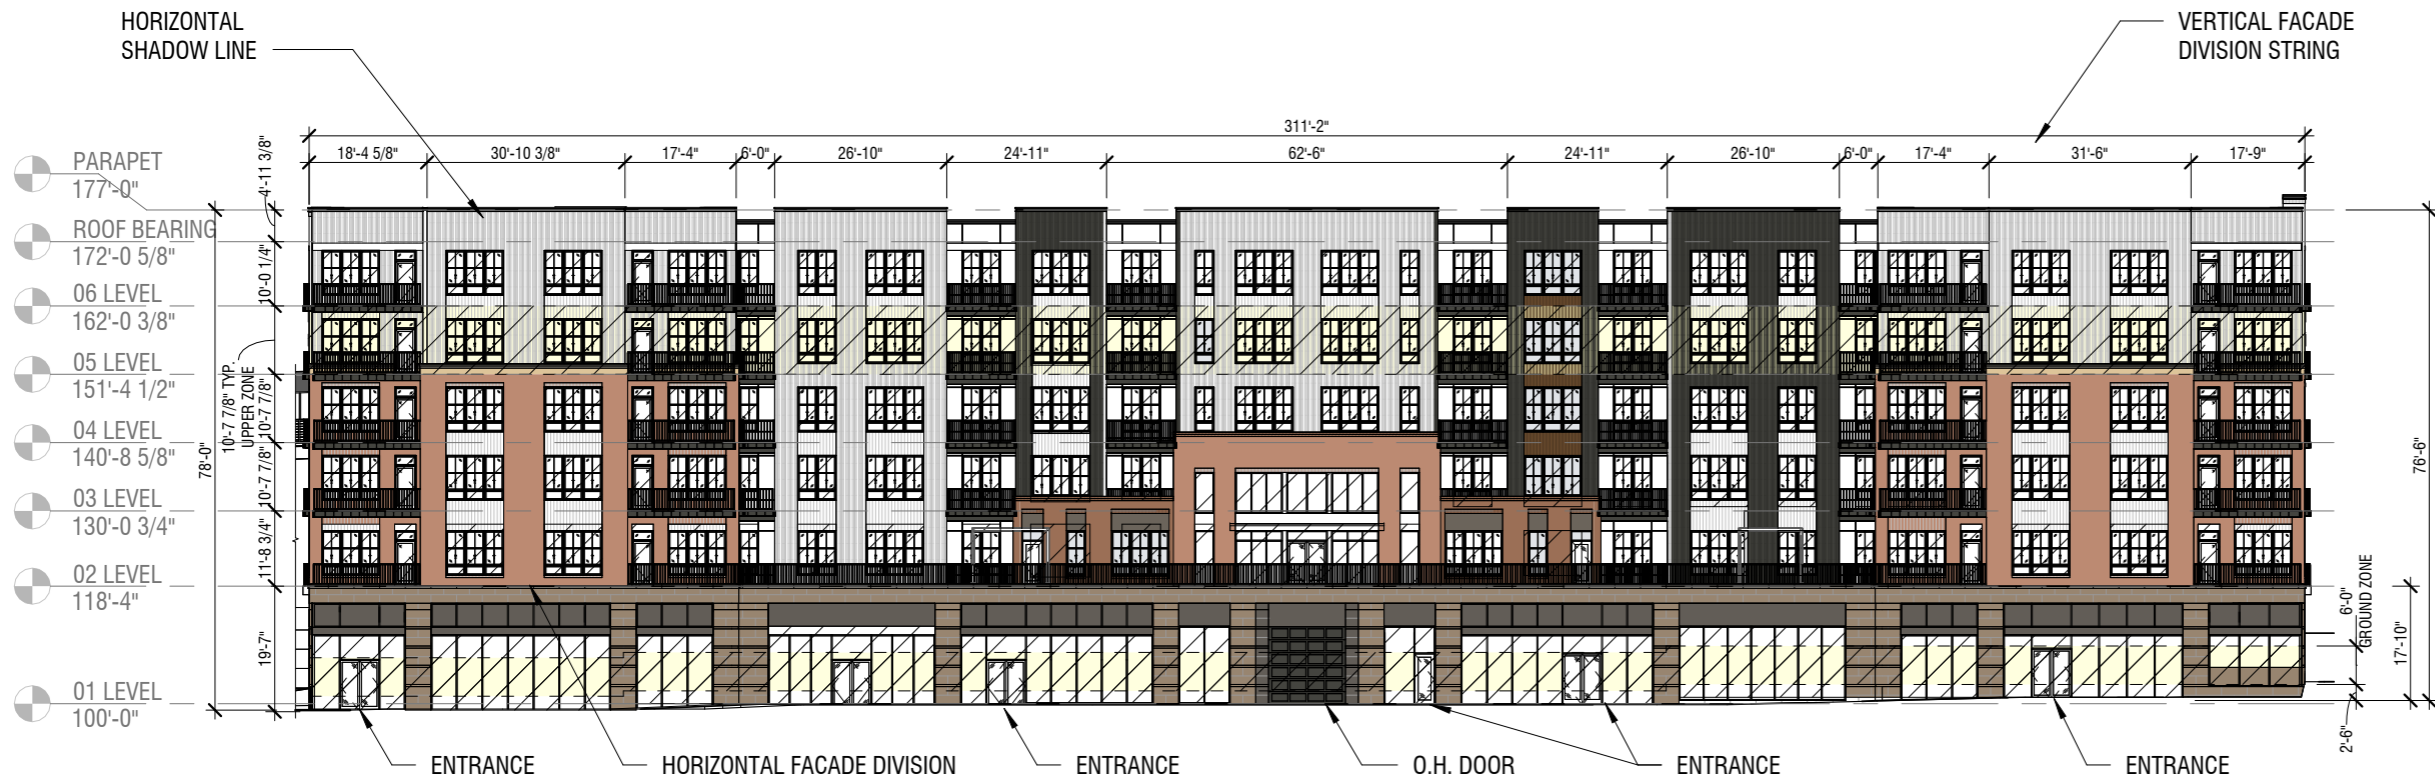 HORIZONTAL
SHADOW LINE
VERTICAL FACADE
DIVISION STRING
311'-2"
18'-4 5/8"
30'-10 3/8"
17'-4"
6'-0"
26'-10"
24'-11"
62'-6"
24'-11"
26'-10"
6'-0"
17'-4"
31'-6"
17'-9"
PARAPET
177'-0"
ROOF BEARING
172'-0 5/8"
06 LEVEL
162'-0 3/8"
05 LEVEL
151'-4 1/2"
04 LEVEL
140'-8 5/8"
03 LEVEL
130'-0 3/4"
02 LEVEL
118'-4"
01 LEVEL
100'-0"
4'-11 3/8"
10'-0 1/4"
10'-7 7/8" TYP.
UPPER ZONE
10'-7 7/8"
10'-7 7/8"
11'-8 3/4"
19'-7"
78'-0"
76'-6"
6'-0"
GROUND ZONE
17'-10"
2'-6"
ENTRANCE
HORIZONTAL FACADE DIVISION
ENTRANCE
O.H. DOOR
ENTRANCE
ENTRANCE